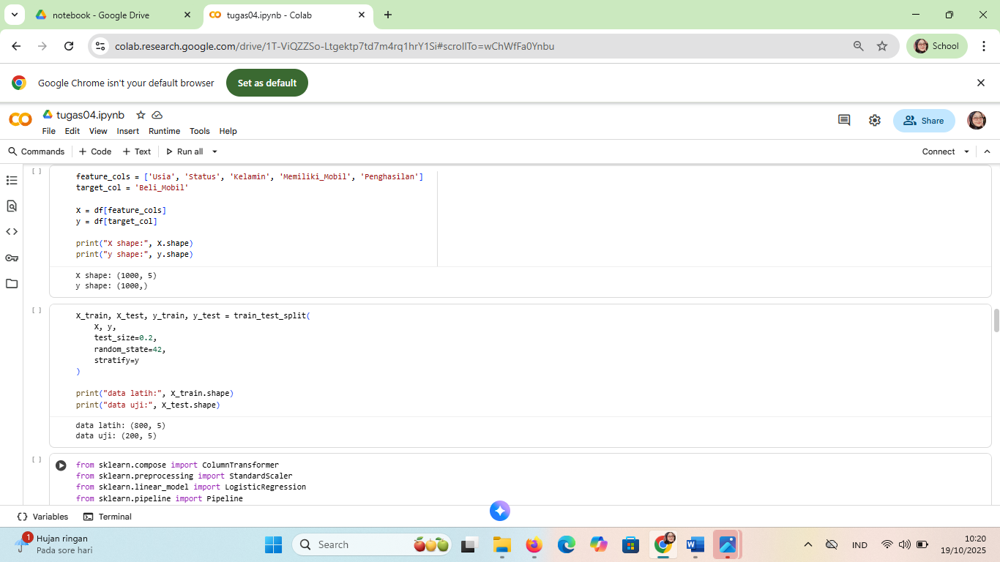 notebook - Google Drive
tugas04.ipynb - Colab
colab.research.google.com/drive/1T-ViQZZSo-Ltgektp7td7m4rq1hrY1Si#scrollTo=wChWfFa0Ynbu
School
Google Chrome isn't your default browser
Set as default
CO
tugas04.ipynb
Share
File Edit View Insert Runtime Tools Help
Commands + Code + Text Run all
Connect
[ ]
feature_cols = ['Usia', 'Status', 'Kelamin', 'Memiliki_Mobil', 'Penghasilan']
target_col = 'Beli_Mobil'
X = df[feature_cols]
y = df[target_col]
print("X shape:", X.shape)
print("y shape:", y.shape)
X shape: (1000, 5)
y shape: (1000,)
[ ]
X_train, X_test, y_train, y_test = train_test_split(
X, y,
test_size=0.2,
random_state=42,
stratify=y
)
print("data latih:", X_train.shape)
print("data uji:", X_test.shape)
data latih: (800, 5)
data uji: (200, 5)
[ ]
from sklearn.compose import ColumnTransformer
from sklearn.preprocessing import StandardScaler
from sklearn.linear_model import LogisticRegression
from sklearn.pipeline import Pipeline
{} Variables Terminal
1
Hujan ringan
Pada sore hari
Search
IND
10:20
19/10/2025